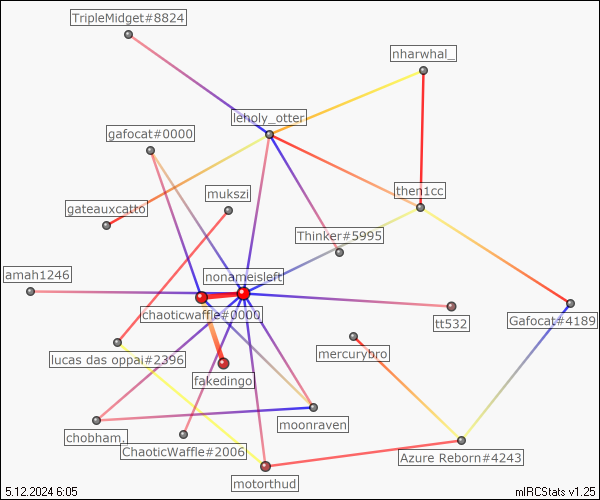 TripleMidget#8824
nharwhal_
leholy_otter
gafocat#0000
mukszi
then1cc
gateauxcatto
Thinker#5995
amah1246
nonameisleft
chaoticwaffle#0000
tt532
Gafocat#4189
lucas das oppai#2396
mercurybro
fakedingo
moonraven
chobham.
ChaoticWaffle#2006
Azure Reborn#4243
motorthud
5.12.2024 6:05
mIRCStats v1.25